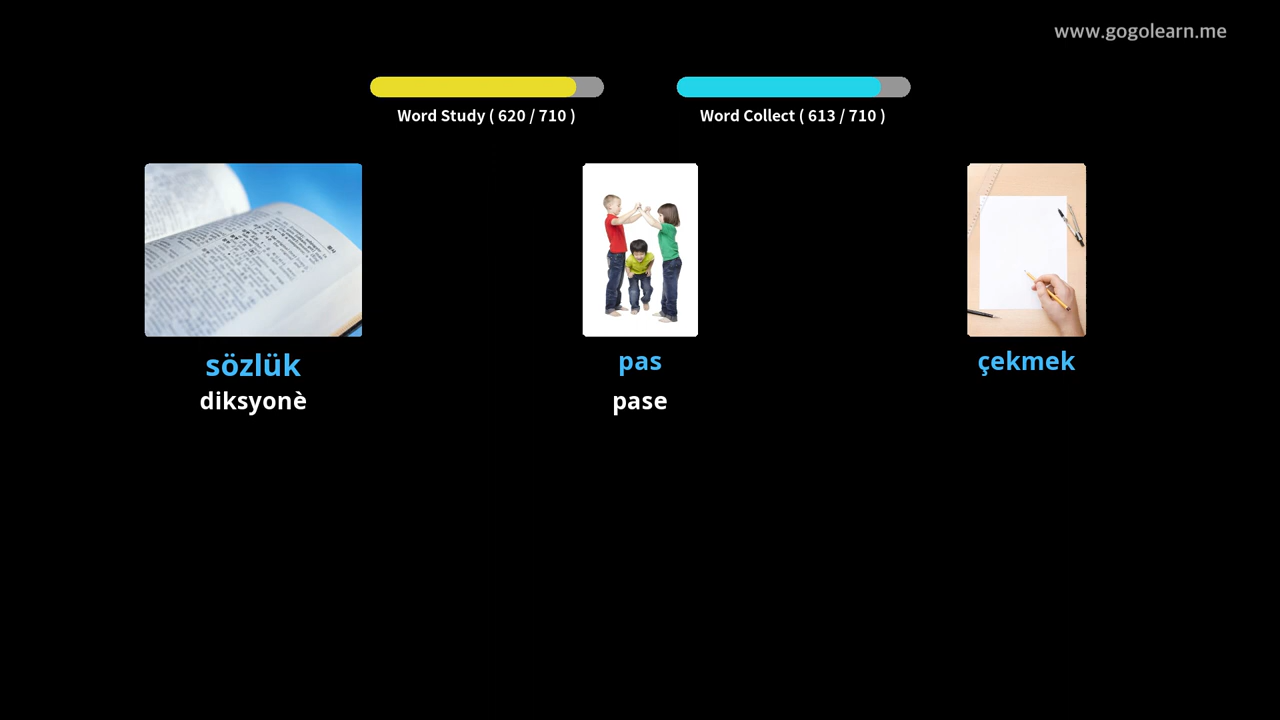 www.gogolearn.me
Word Study ( 620 / 710 )
Word Collect ( 613 / 710 )
sözlük
diksyonè
pas
pase
çekmek